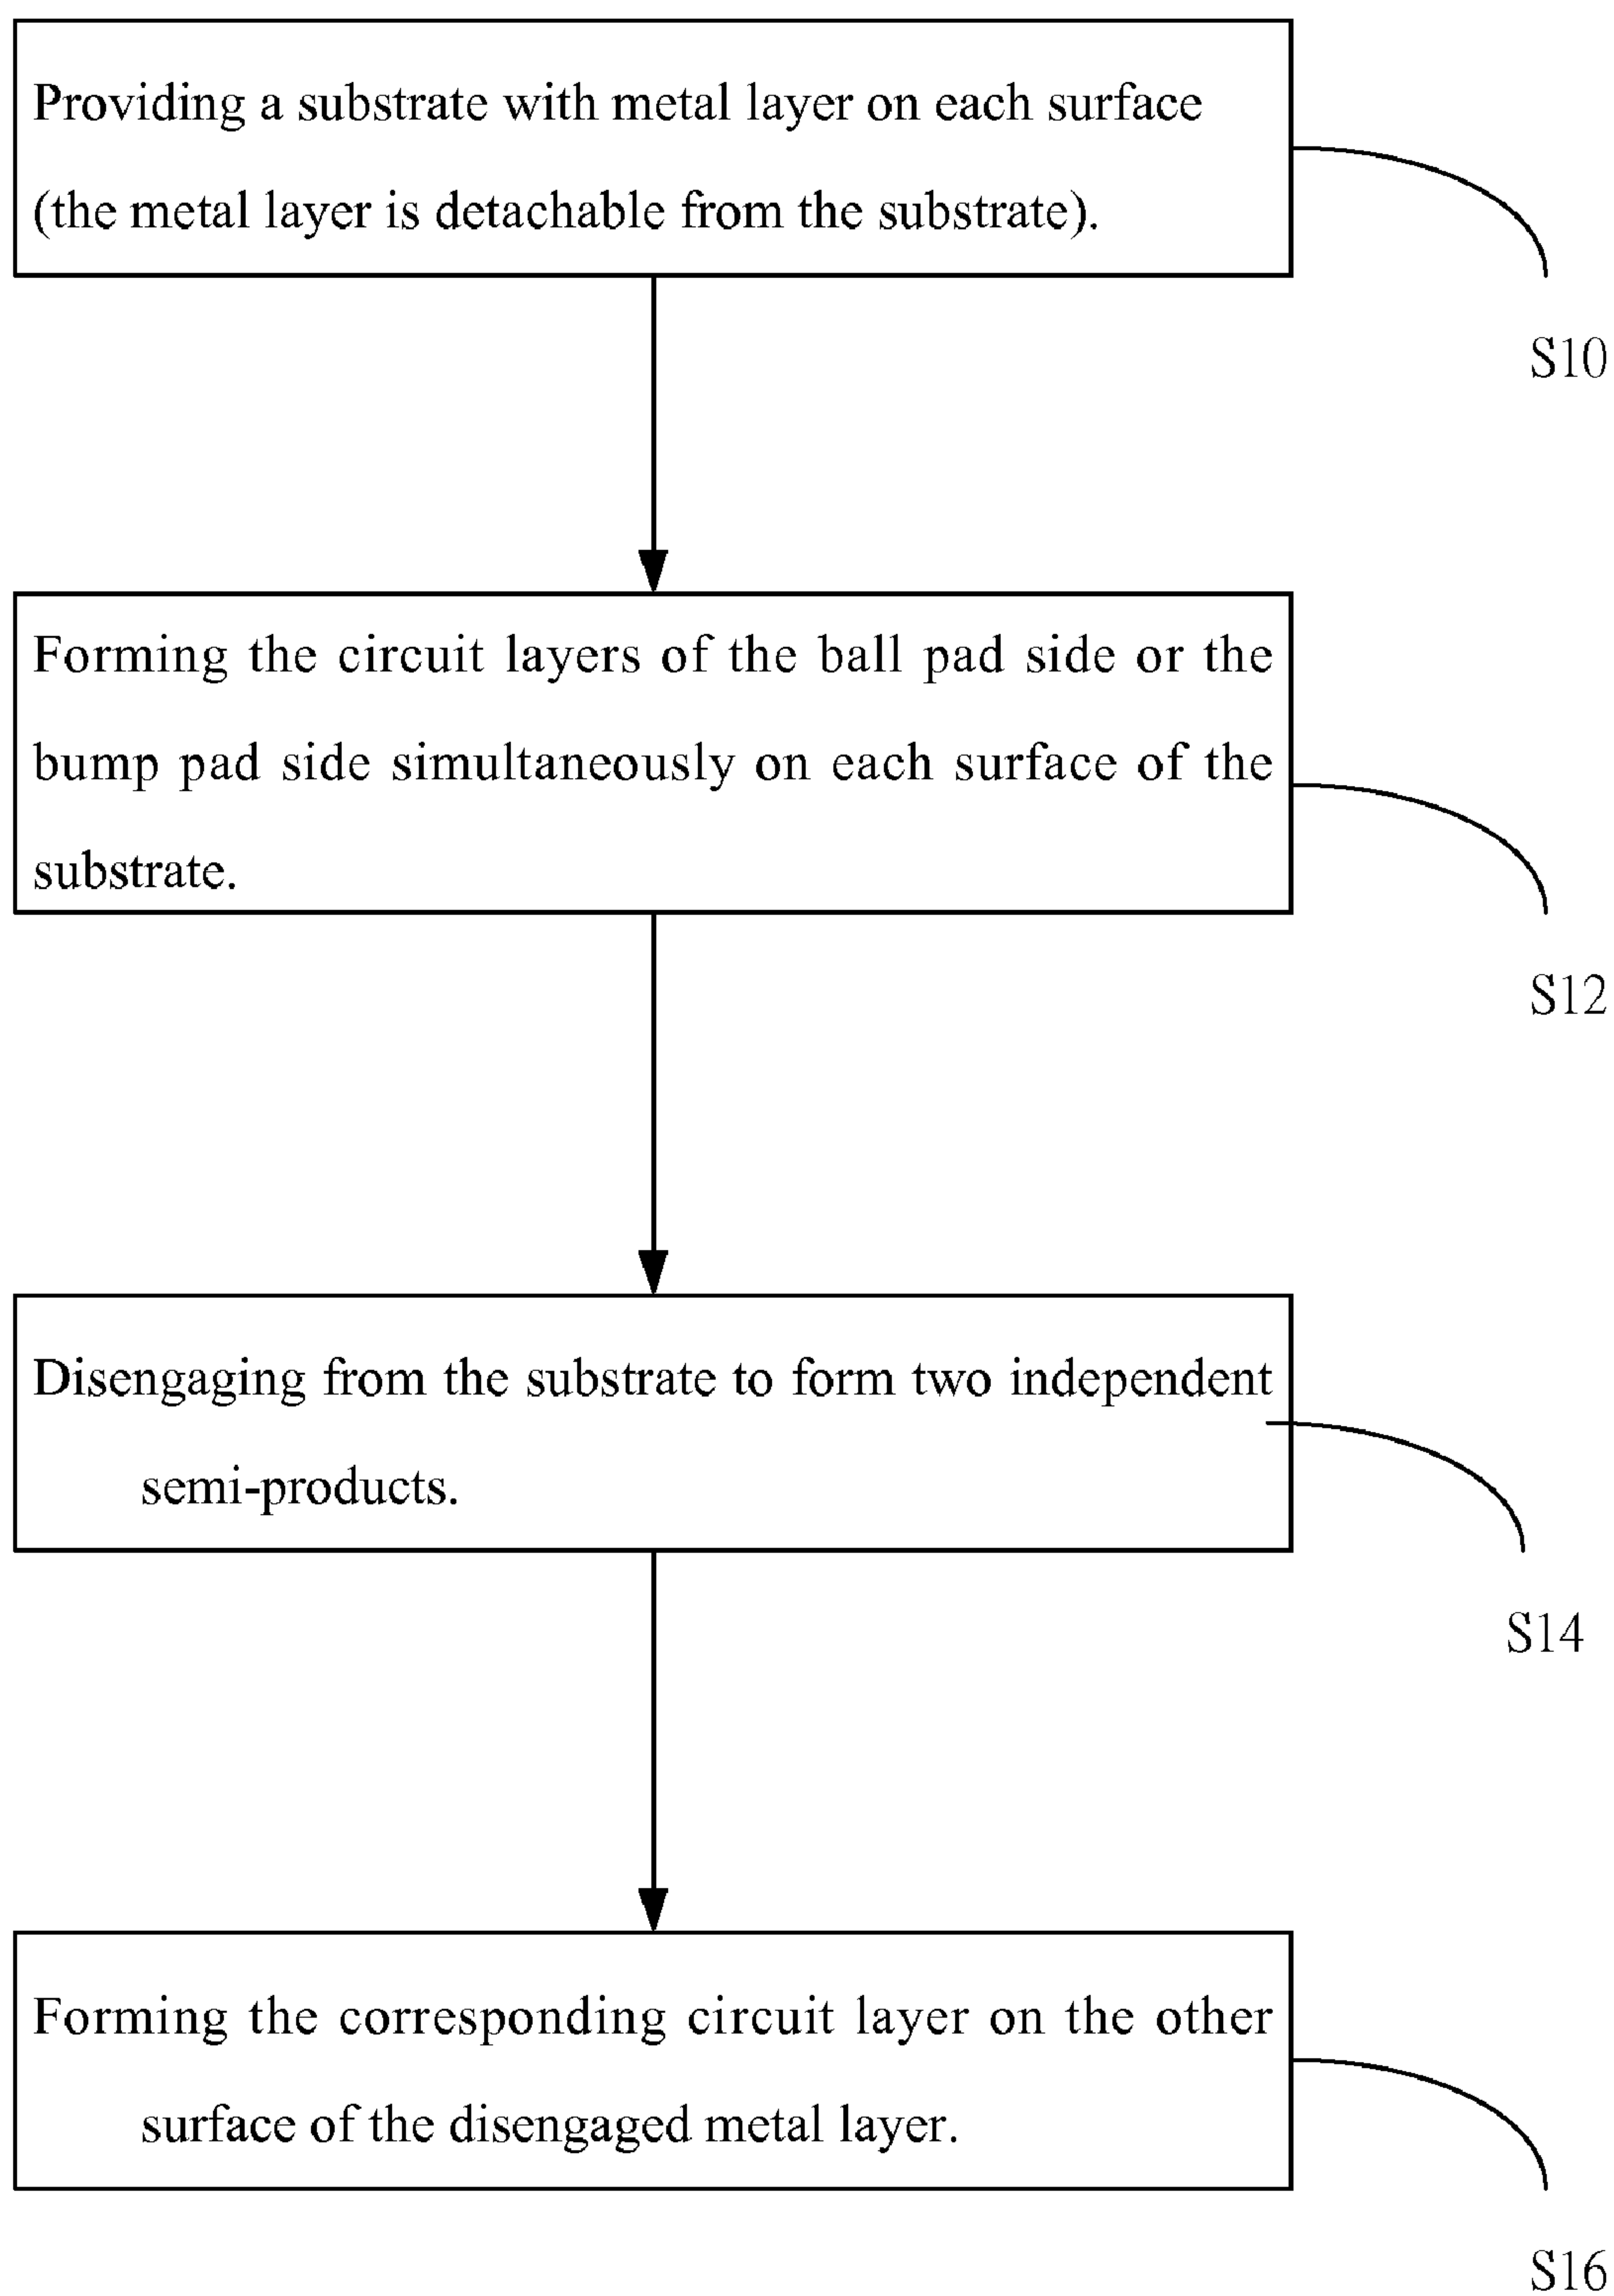 Providing a substrate with metal layer on each surface
(the metal layer is detachable from the substrate).
S10
Forming the circuit layers of the ball pad side or the
bump pad side simultaneously on each surface of the
substrate.
S12
Disengaging from the substrate to form two independent
semi-products.
S14
Forming the corresponding circuit layer on the other
surface of the disengaged metal layer.
S16